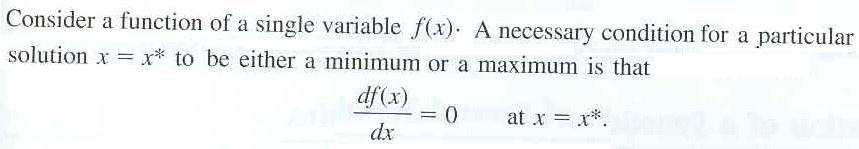 Consider a function of a single variable f(x). A necessary condition for a particular
solution x = x* to be either a minimum or a maximum is that
df(x)/dx = 0 at x = x*.